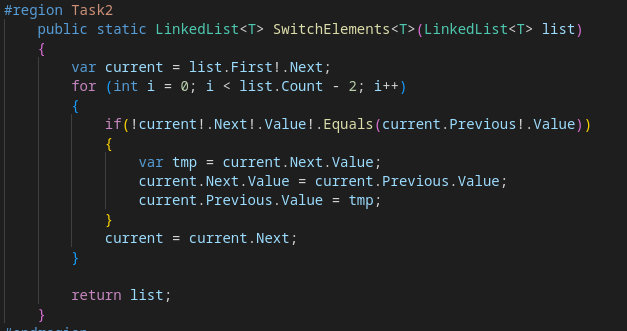 #region Task2
public static LinkedList<T> SwitchElements<T>(LinkedList<T> list)
{
var current = list.First!.Next;
for (int i = 0; i < list.Count - 2; i++)
{
if(!current!.Next!.Value!.Equals(current.Previous!.Value))
{
var tmp = current.Next.Value;
current.Next.Value = current.Previous.Value;
current.Previous.Value = tmp;
}
current = current.Next;
}
return list;
}
#endregion